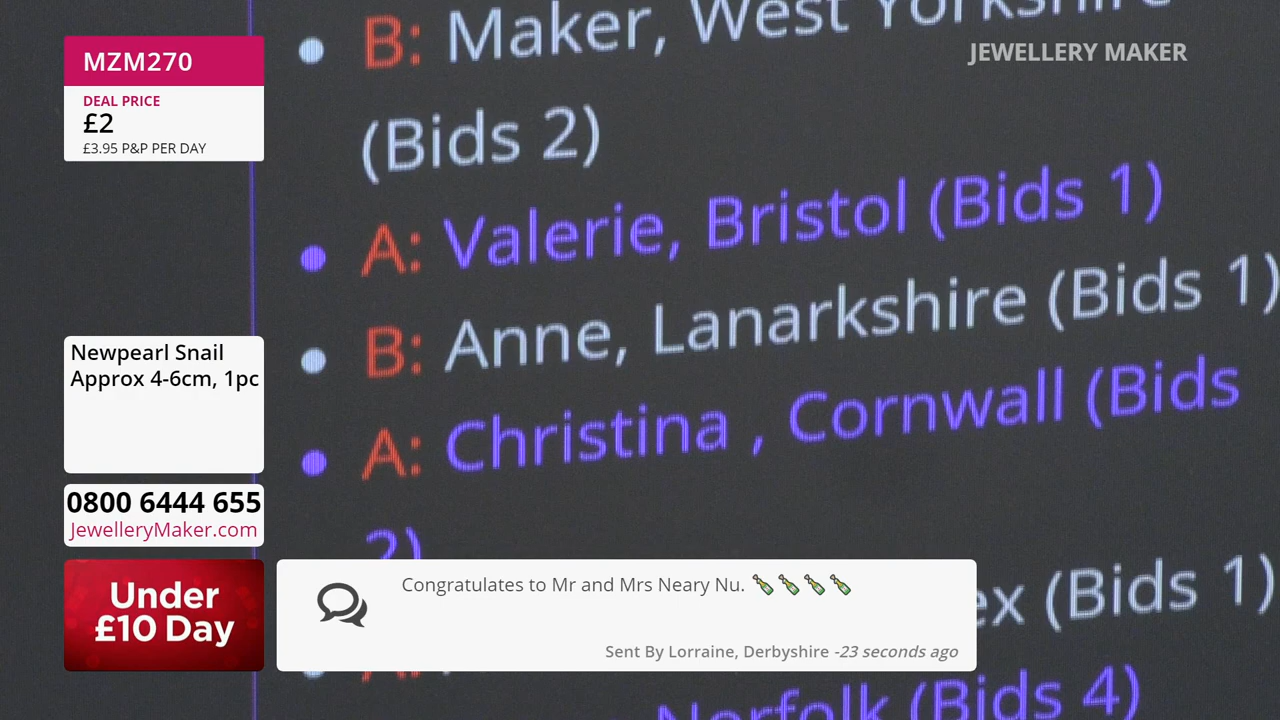 MZM270
DEAL PRICE
£2
£3.95 P&P PER DAY
JEWELLERY MAKER
B: Maker, West Yorkshire
(Bids 2)
A: Valerie, Bristol (Bids 1)
B: Anne, Lanarkshire (Bids 1)
A: Christina , Cornwall (Bids
2)
ex (Bids 1)
Norfolk (Bids 4)
Newpearl Snail
Approx 4-6cm, 1pc
0800 6444 655
JewelleryMaker.com
Under
£10 Day
Congratulates to Mr and Mrs Neary Nu. 🍾🍾🍾🍾
Sent By Lorraine, Derbyshire -23 seconds ago